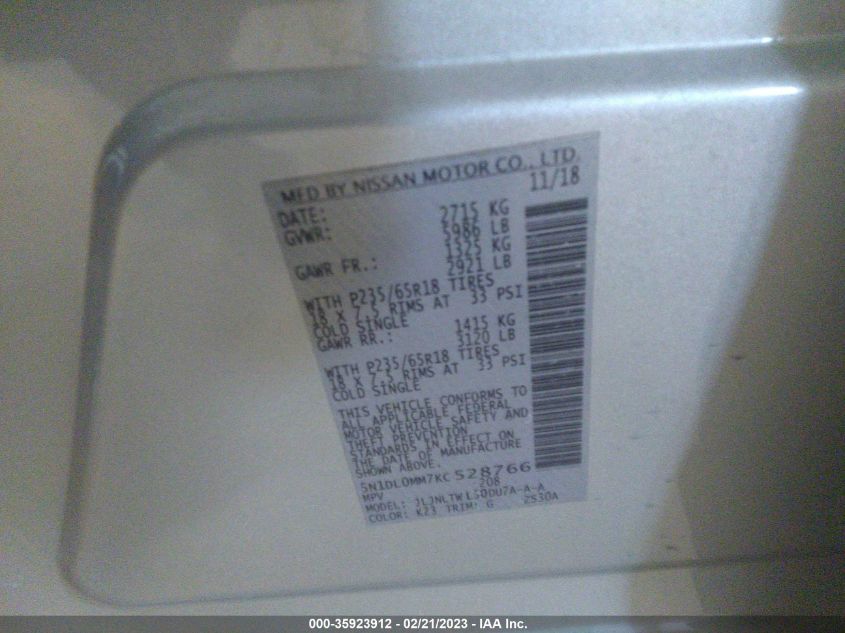 MFD BY NISSAN MOTOR CO., LTD.
DATE: 11/18
GVWR: 2715 KG
5986 LB
GAWR FR.: 1325 KG
2921 LB
WITH P235/65R18 TIRES
18 X 7.5 RIMS AT 33 PSI
COLD SINGLE
GAWR RR.: 1415 KG
3120 LB
WITH P235/65R18 TIRES
18 X 7.5 RIMS AT 33 PSI
COLD SINGLE
THIS VEHICLE CONFORMS TO
ALL APPLICABLE FEDERAL
MOTOR VEHICLE SAFETY AND
THEFT PREVENTION
STANDARDS IN EFFECT ON
THE DATE OF MANUFACTURE
SHOWN ABOVE.
5N1DL0MM7KC528766
MPV 208
MODEL: JLJNLTWL50DU7A-A-A
COLOR: K23 TRIM: G 2S30A
000-35923912 - 02/21/2023 - IAA Inc.